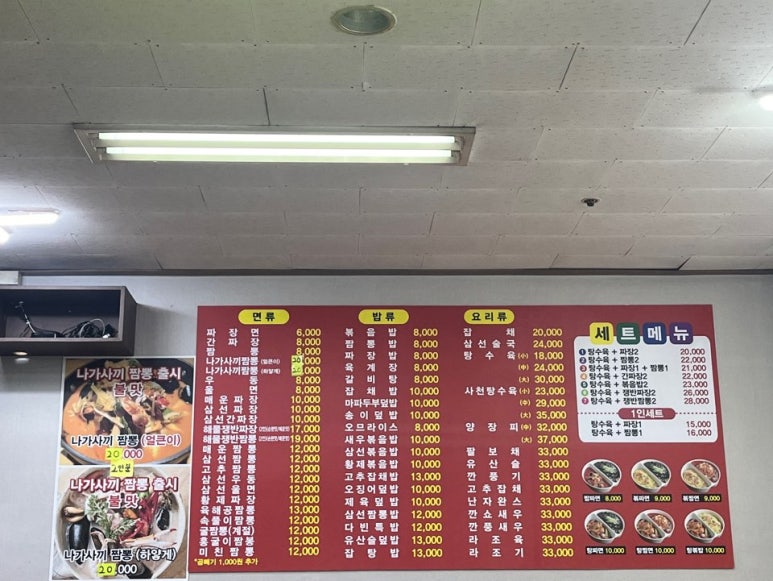 나가사끼 짬뽕 출시
불 맛
나가사끼 짬뽕 (얼큰이)
20.000
2인분
나가사끼 짬뽕 출시
불 맛
나가사끼 짬뽕 (하얀게)
20.000
면류
짜장면 6,000
간짜장 8,000
짬뽕 8,000
나가사끼짬뽕 (얼큰이)
나가사끼짬뽕 (하얀게)
우동 8,000
울면 8,000
매운짜장 10,000
삼선짜장 10,000
삼선간짜장 10,000
해물쟁반짜장 17,000
해물쟁반짬뽕 19,000
매운짬뽕 12,000
삼선짬뽕 12,000
고추짬뽕 12,000
삼선우동 12,000
삼선울면 12,000
황제짜장 12,000
육해공짬뽕 13,000
속풀이짬뽕 12,000
굴짬뽕(계절) 12,000
홍굴이짬뽕 12,000
미친짬뽕 12,000
*곱빼기 1,000원 추가
밥류
볶음밥 8,000
짬뽕밥 8,000
짜장밥 8,000
육계장 8,000
갈비탕 8,000
잡채밥 10,000
마파두부덮밥 10,000
송이덮밥 10,000
오므라이스 8,000
새우볶음밥 10,000
삼선볶음밥 10,000
황제볶음밥 10,000
고추잡채밥 13,000
오징어덮밥 10,000
제육덮밥 10,000
삼선짬뽕밥 12,000
다빈특밥 12,000
유산슬덮밥 13,000
잡탕밥 13,000
요리류
잡채 20,000
삼선술국 24,000
탕수육 (小) 18,000
(中) 24,000
(大) 30,000
사천탕수육 (小) 23,000
(中) 29,000
(大) 35,000
양장피 (中) 32,000
(大) 37,000
팔보채 33,000
유산슬 33,000
깐풍기 33,000
고추잡채 33,000
난자완스 33,000
깐쇼새우 33,000
깐풍새우 33,000
라조육 33,000
라조기 33,000
세트메뉴
1 탕수육 + 짜장2 20,000
2 탕수육 + 짬뽕2 22,000
3 탕수육 + 짜장1 + 짬뽕1 21,000
4 탕수육 + 간짜장2 22,000
5 탕수육 + 볶음밥2 23,000
6 탕수육 + 쟁반짜장2 26,000
7 탕수육 + 쟁반짬뽕2 28,000
1인세트
탕수육 + 짜장1 15,000
탕수육 + 짬뽕1 16,000
짬짜면 8,000
볶짜면 9,000
볶짬면 9,000
탕짜면 10,000
탕짬면 10,000
탕볶밥 10,000